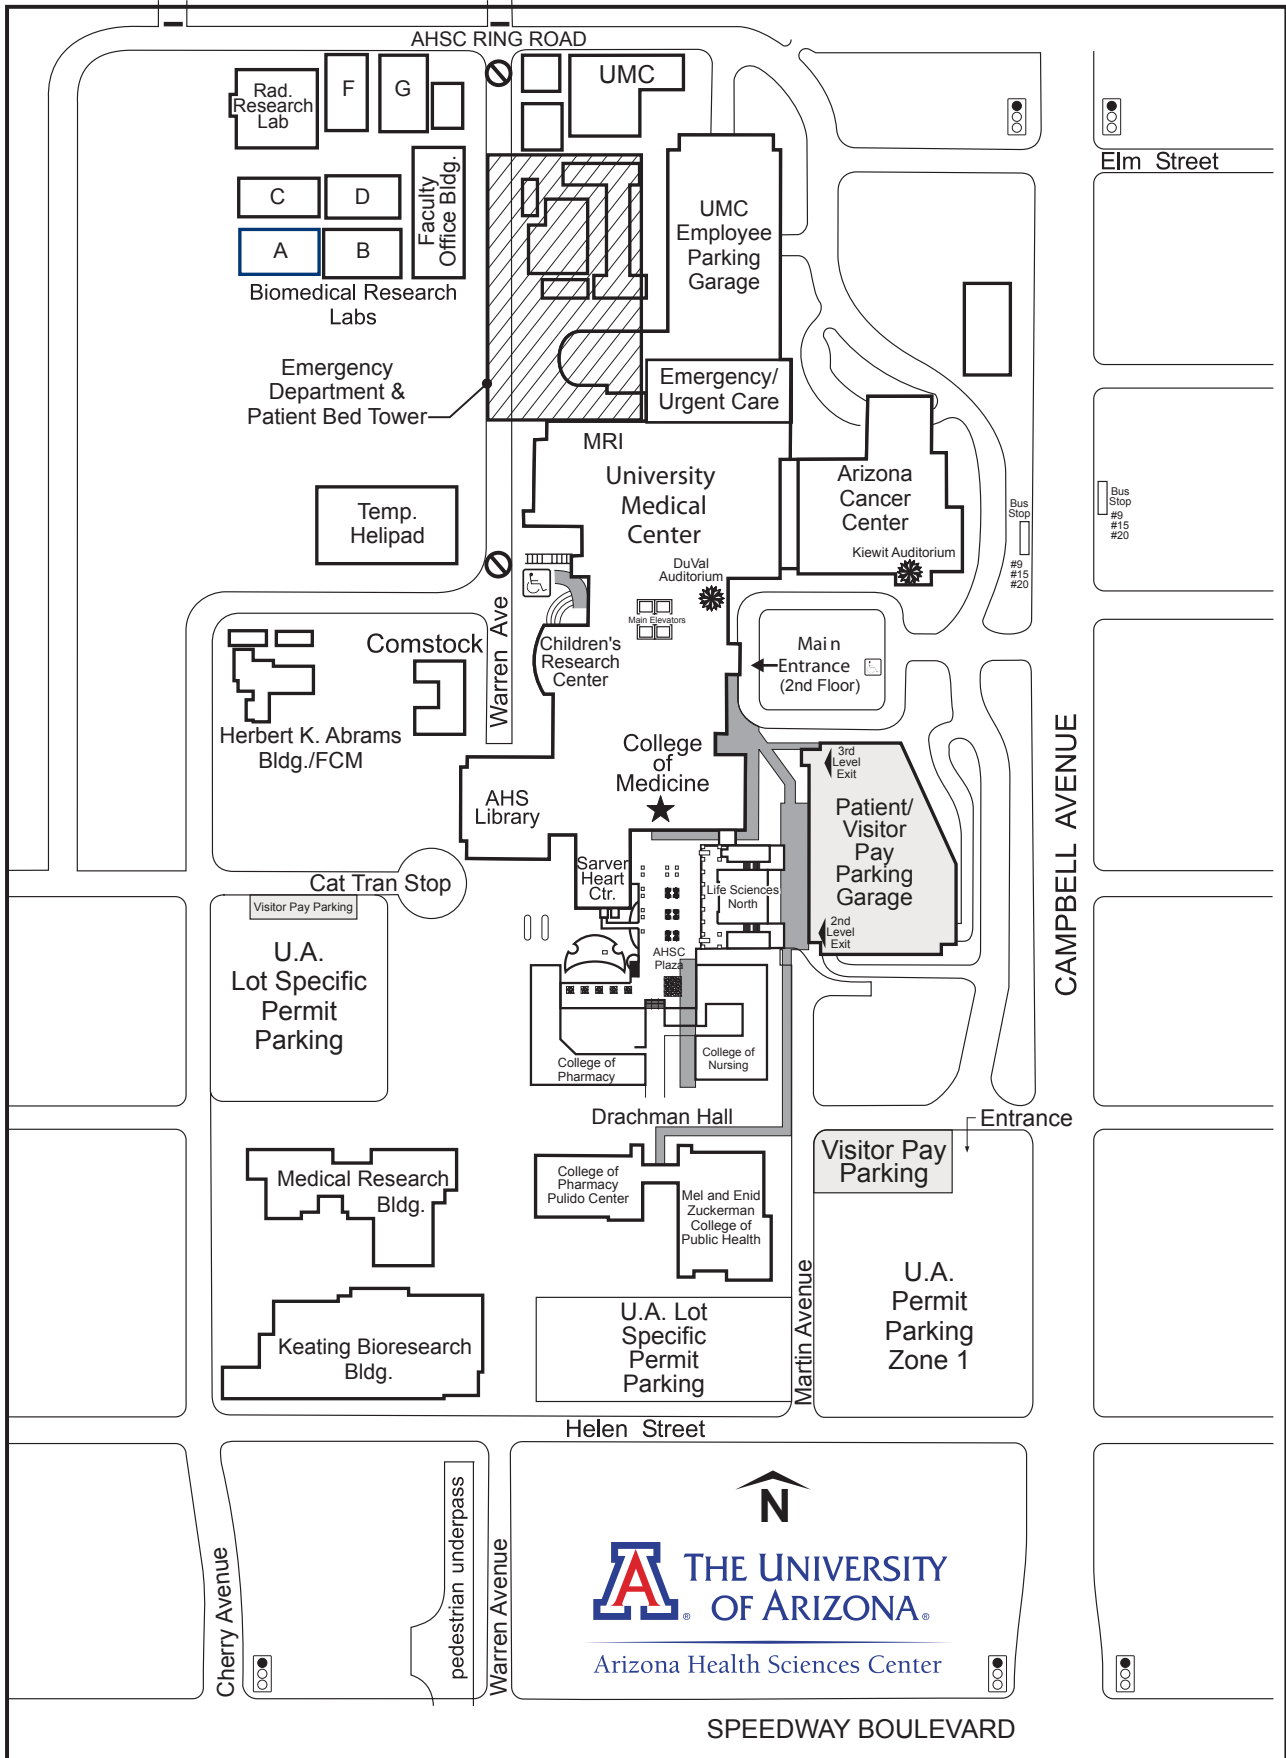 AHSC RING ROAD
Rad.
Research
Lab
F
G
UMC
Elm Street
C
D
A
B
Faculty
Office Bldg.
Biomedical Research
Labs
UMC
Employee
Parking
Garage
Emergency
Department &
Patient Bed Tower
Emergency/
Urgent Care
MRI
University
Medical
Center
Arizona
Cancer
Center
Kiewit Auditorium
Bus
Stop
#9
#15
#20
Bus
Stop
#9
#15
#20
Temp.
Helipad
DuVal
Auditorium
Main Elevators
Warren Ave
Comstock
Children's
Research
Center
Main
Entrance
(2nd Floor)
Herbert K. Abrams
Bldg./FCM
College
of
Medicine
AHS
Library
3rd
Level
Exit
Patient/
Visitor
Pay
Parking
Garage
2nd
Level
Exit
CAMPBELL AVENUE
Sarver
Heart
Ctr.
Life Sciences
North
Cat Tran Stop
Visitor Pay Parking
U.A.
Lot Specific
Permit
Parking
AHSC
Plaza
College of
Pharmacy
College of
Nursing
Drachman Hall
Entrance
Visitor Pay
Parking
Medical Research
Bldg.
College of
Pharmacy
Pulido Center
Mel and Enid
Zuckerman
College of
Public Health
Keating Bioresearch
Bldg.
U.A. Lot
Specific
Permit
Parking
Martin Avenue
U.A.
Permit
Parking
Zone 1
Helen Street
Cherry Avenue
pedestrian underpass
Warren Avenue
N
A
®
THE UNIVERSITY
OF ARIZONA®
Arizona Health Sciences Center
SPEEDWAY BOULEVARD